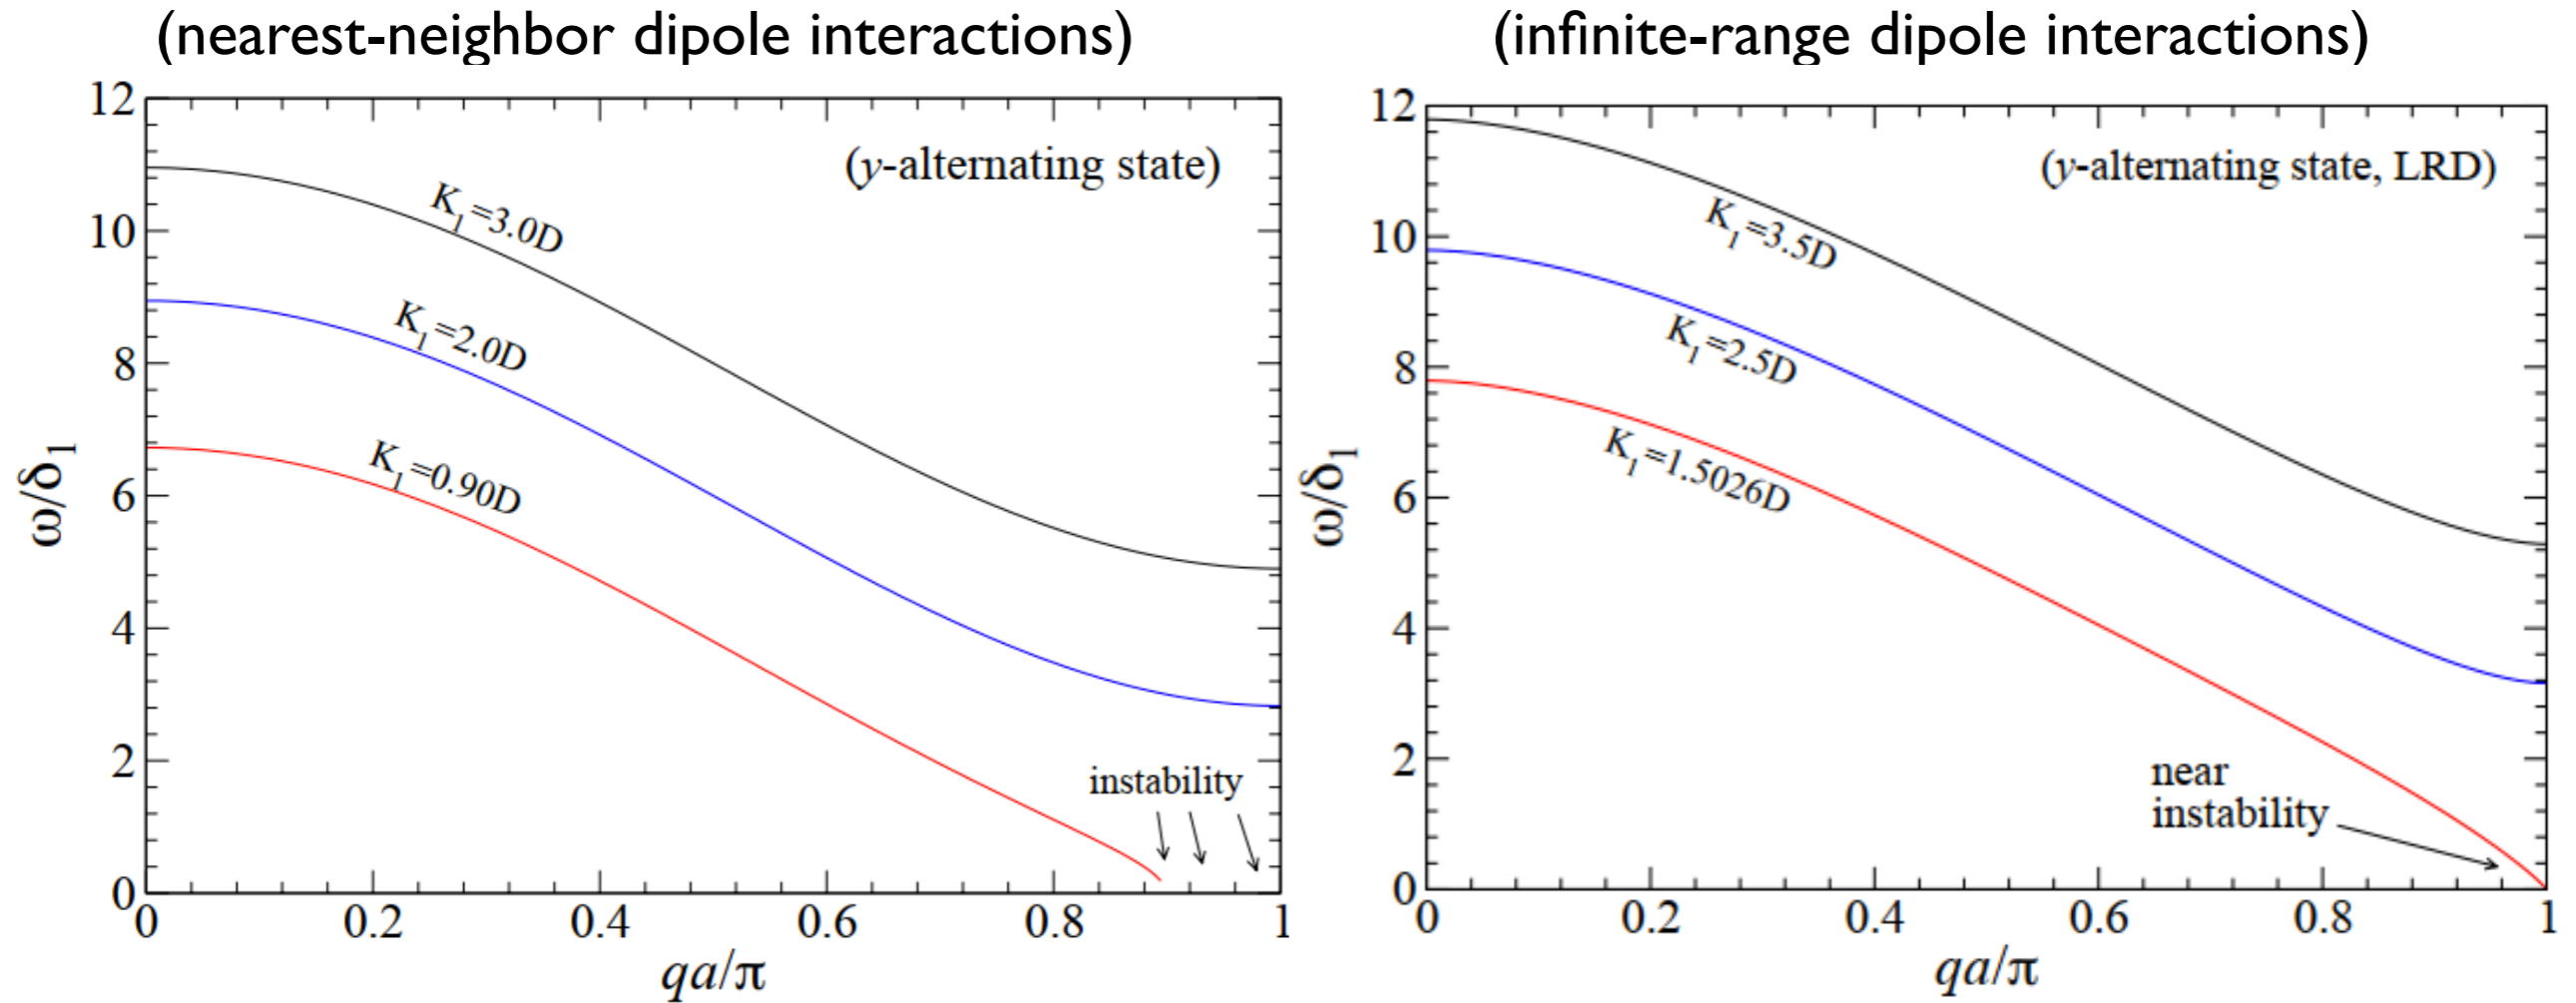 (nearest-neighbor dipole interactions)
12
10
8
6
4
2
0
ω/δ1
(y-alternating state)
K1=3.0D
K1=2.0D
K1=0.90D
instability
0 0.2 0.4 0.6 0.8 1
qa/π
(infinite-range dipole interactions)
12
10
8
6
4
2
0
ω/δ1
(y-alternating state, LRD)
K1=3.5D
K1=2.5D
K1=1.5026D
near
instability
0 0.2 0.4 0.6 0.8 1
qa/π